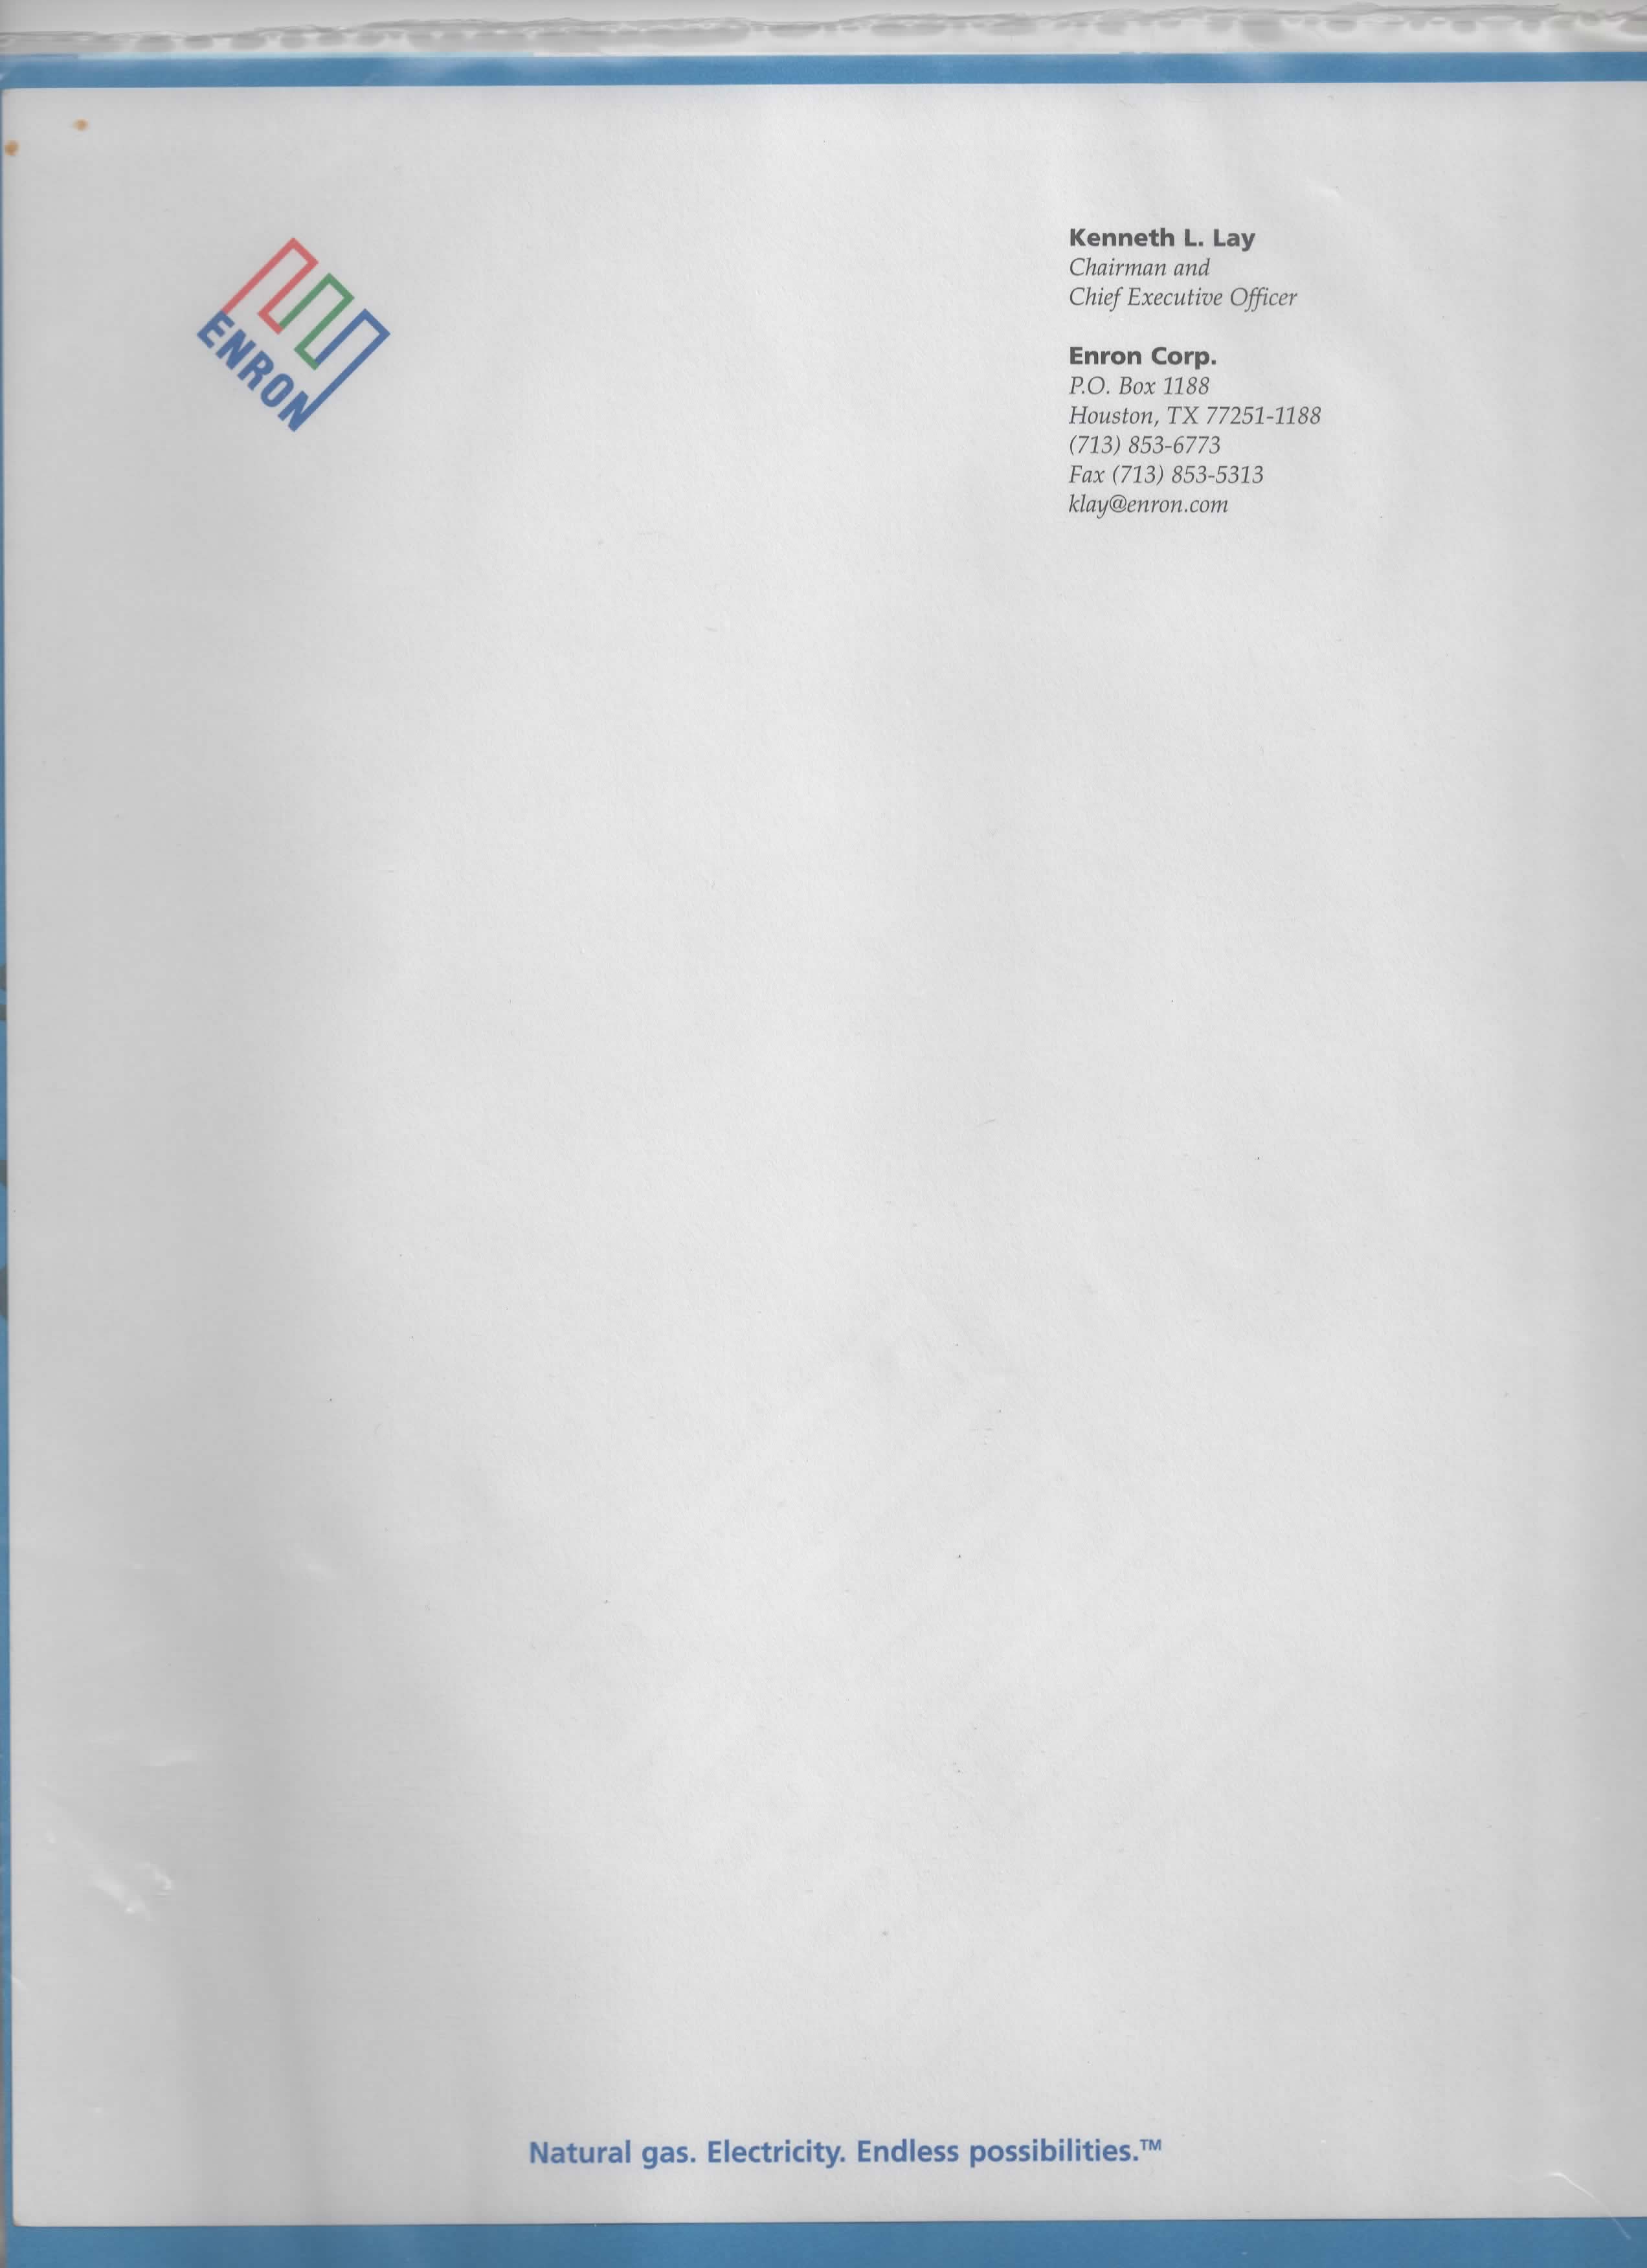 ENRON
Kenneth L. Lay
Chairman and
Chief Executive Officer
Enron Corp.
P.O. Box 1188
Houston, TX 77251-1188
(713) 853-6773
Fax (713) 853-5313
klay@enron.com
Natural gas. Electricity. Endless possibilities.™